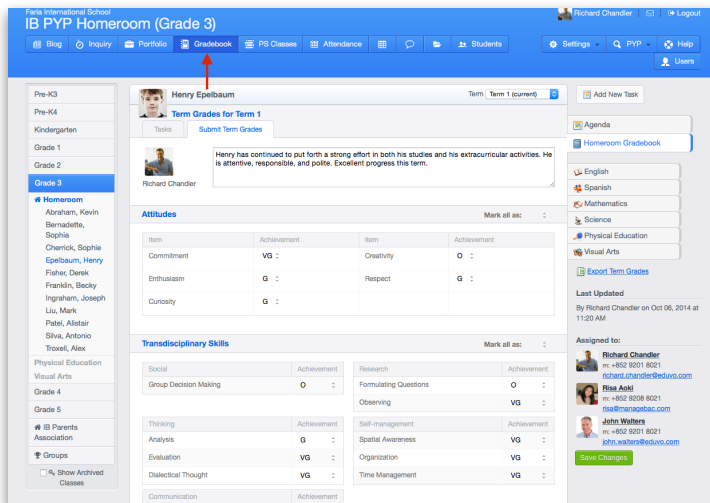 Faria International School
IB PYP Homeroom (Grade 3)
Richard Chandler
Logout
Blog
Inquiry
Portfolio
Gradebook
PS Classes
Attendance
Students
Settings
PYP
Help
Users
Pre-K3
Pre-K4
Kindergarten
Grade 1
Grade 2
Grade 3
Homeroom
Abraham, Kevin
Bernadette,
Sophia
Cherrick, Sophie
Epelbaum, Henry
Fisher, Derek
Franklin, Becky
Ingraham, Joseph
Liu, Mark
Patel, Alistair
Silva, Antonio
Troxell, Alex
Physical Education
Visual Arts
Grade 4
Grade 5
IB Parents
Association
Groups
Show Archived
Classes
Henry Epelbaum
Term Term 1 (current)
Term Grades for Term 1
Tasks
Submit Term Grades
Richard Chandler
Henry has continued to put forth a strong effort in both his studies and his extracurricular activities. He
is attentive, responsible, and polite. Excellent progress this term.
Attitudes
Mark all as:
Item Achievement Item Achievement
Commitment VG Creativity O
Enthusiasm G Respect G
Curiosity G
Transdisciplinary Skills
Mark all as:
Social Achievement
Group Decision Making O
Research Achievement
Formulating Questions O
Observing VG
Thinking Achievement
Analysis G
Evaluation VG
Dialectical Thought VG
Self-management Achievement
Spatial Awareness VG
Organization VG
Time Management VG
Communication Achievement
Add New Task
Agenda
Homeroom Gradebook
English
Spanish
Mathematics
Science
Physical Education
Visual Arts
Export Term Grades
Last Updated
By Richard Chandler on Oct 06, 2014 at
11:20 AM
Assigned to:
Richard Chandler
m: +852 9201 8021
richard.chandler@eduvo.com
Risa Aoki
m: +852 9208 8021
risa@managebac.com
John Walters
m: +852 9201 8021
john.walters@eduvo.com
Save Changes